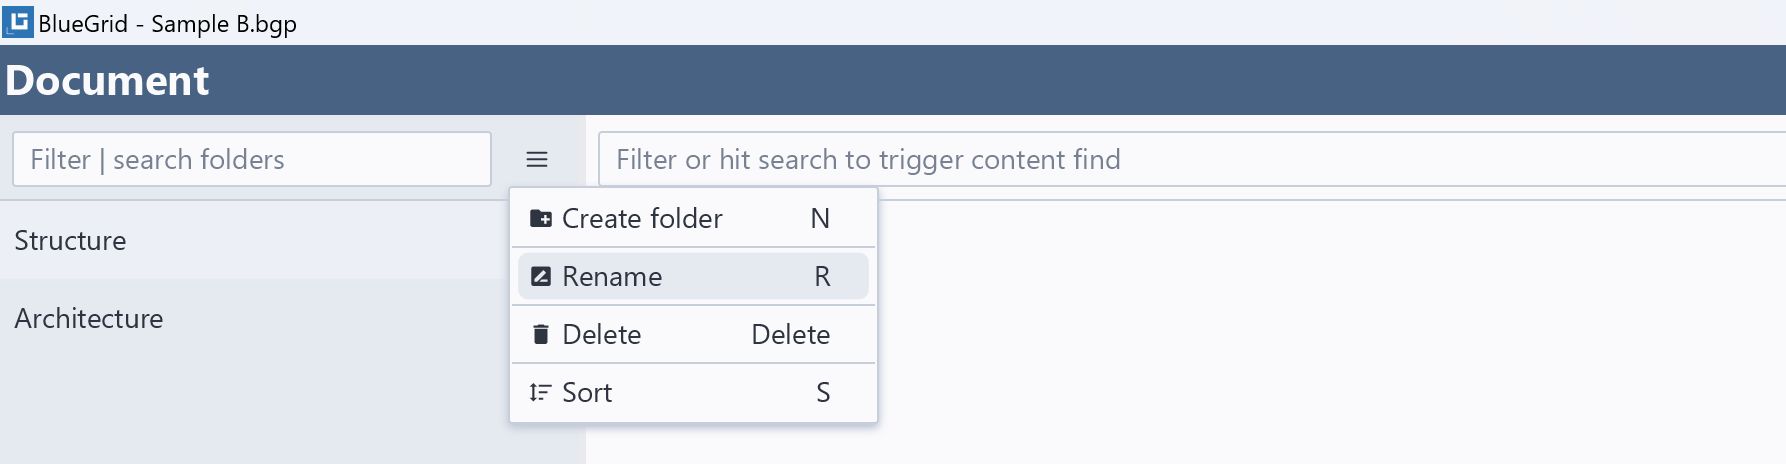 BlueGrid - Sample B.bgp
Document
Filter | search folders
Filter or hit search to trigger content find
Structure
Architecture
Create folder N
Rename R
Delete Delete
Sort S